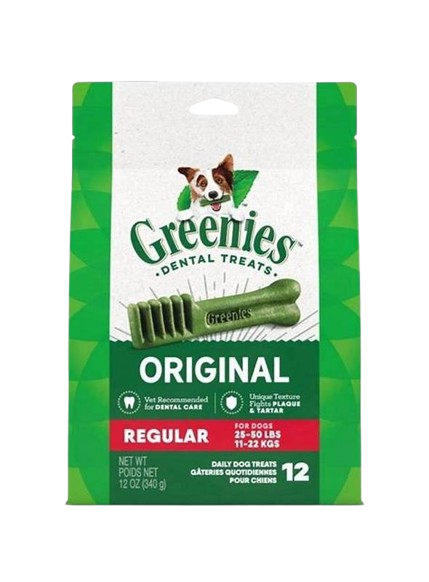 Greenies™
• DENTAL TREATS •
Greenies
ORIGINAL
Vet Recommended
for DENTAL CARE
Unique Texture
Fights PLAQUE
& TARTAR
REGULAR
FOR DOGS
25-50 LBS
11-22 KGS
NET WT
POIDS NET
12 OZ (340 g)
DAILY DOG TREATS
GÂTERIES QUOTIDIENNES
POUR CHIENS
12